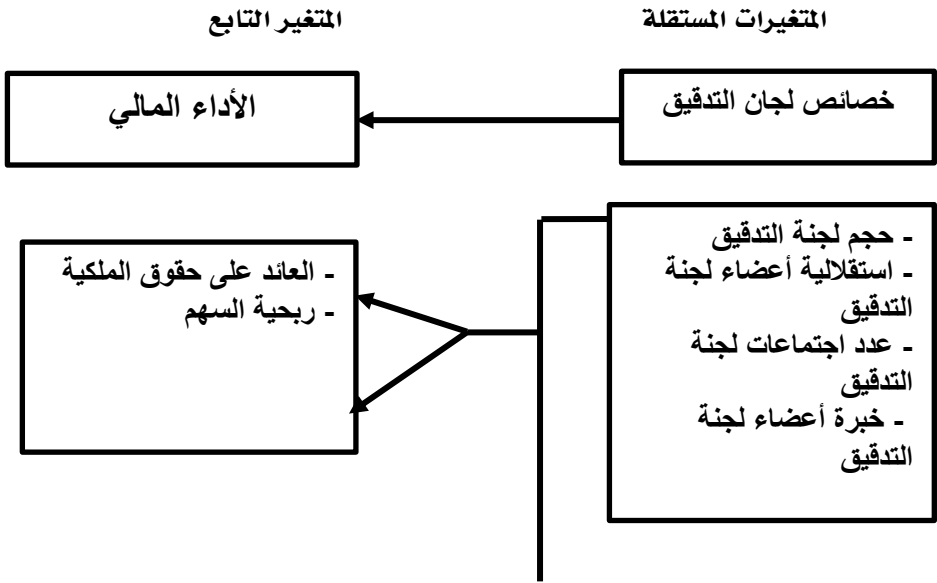 المتغيرات المستقلة
المتغير التابع
خصائص لجان التدقيق
الأداء المالي
- حجم لجنة التدقيق
- استقلالية أعضاء لجنة
التدقيق
- عدد اجتماعات لجنة
التدقيق
- خبرة أعضاء لجنة
التدقيق
- العائد على حقوق الملكية
- ربحية السهم